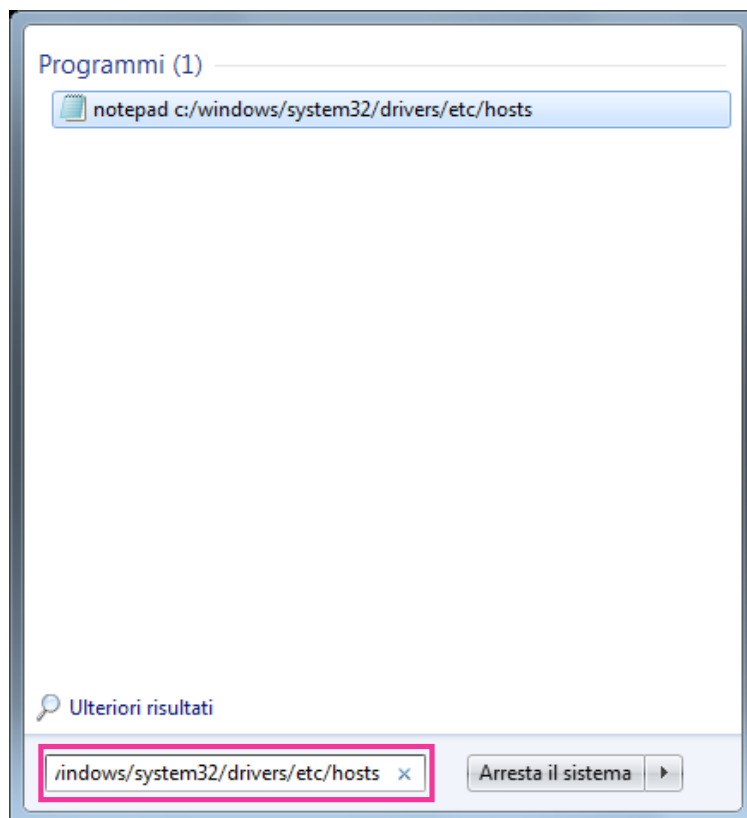 Programmi (1)
notepad c:/windows/system32/drivers/etc/hosts
Ulteriori risultati
/indows/system32/drivers/etc/hosts
Arresta il sistema